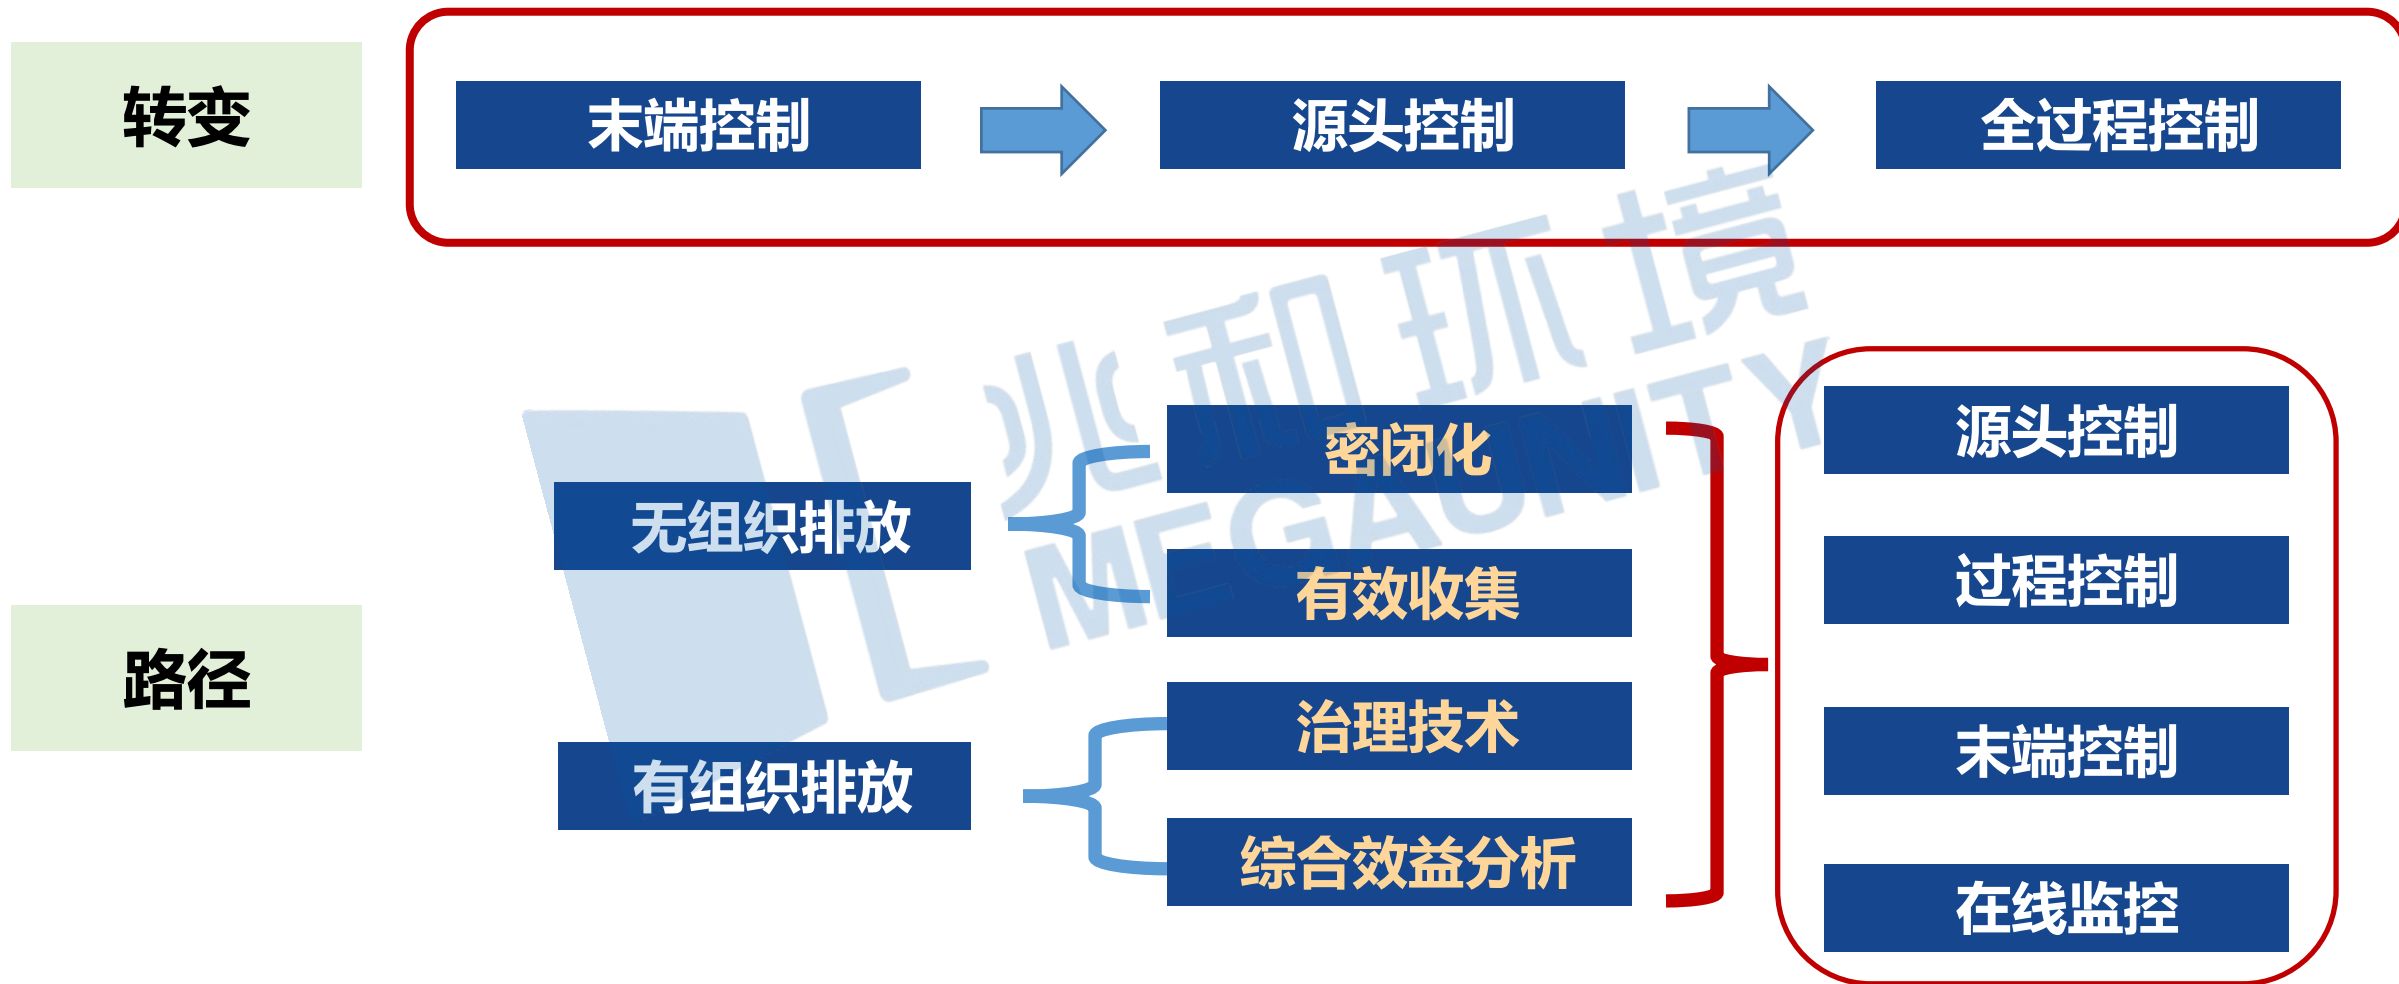 转变
末端控制
源头控制
全过程控制
路径
无组织排放
密闭化
有效收集
有组织排放
治理技术
综合效益分析
源头控制
过程控制
末端控制
在线监控
兆和环境
MEGAUNITY